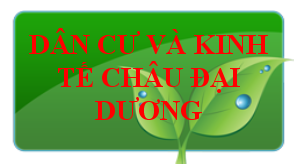 DÂN CƯ VÀ KINH
TẾ CHÂU ĐẠI
DƯƠNG